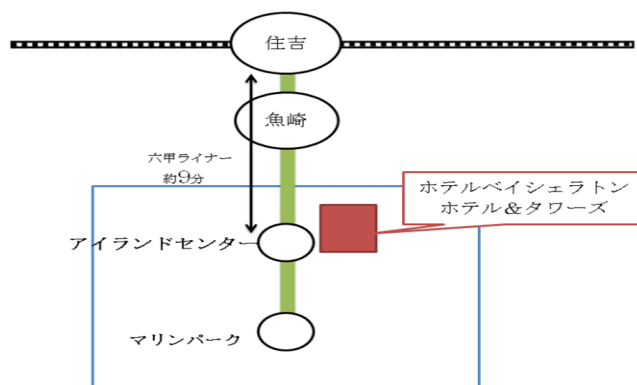 住吉
魚崎
六甲ライナー
約9分
ホテルベイシェラトン
ホテル＆タワーズ
アイランドセンター
マリンパーク